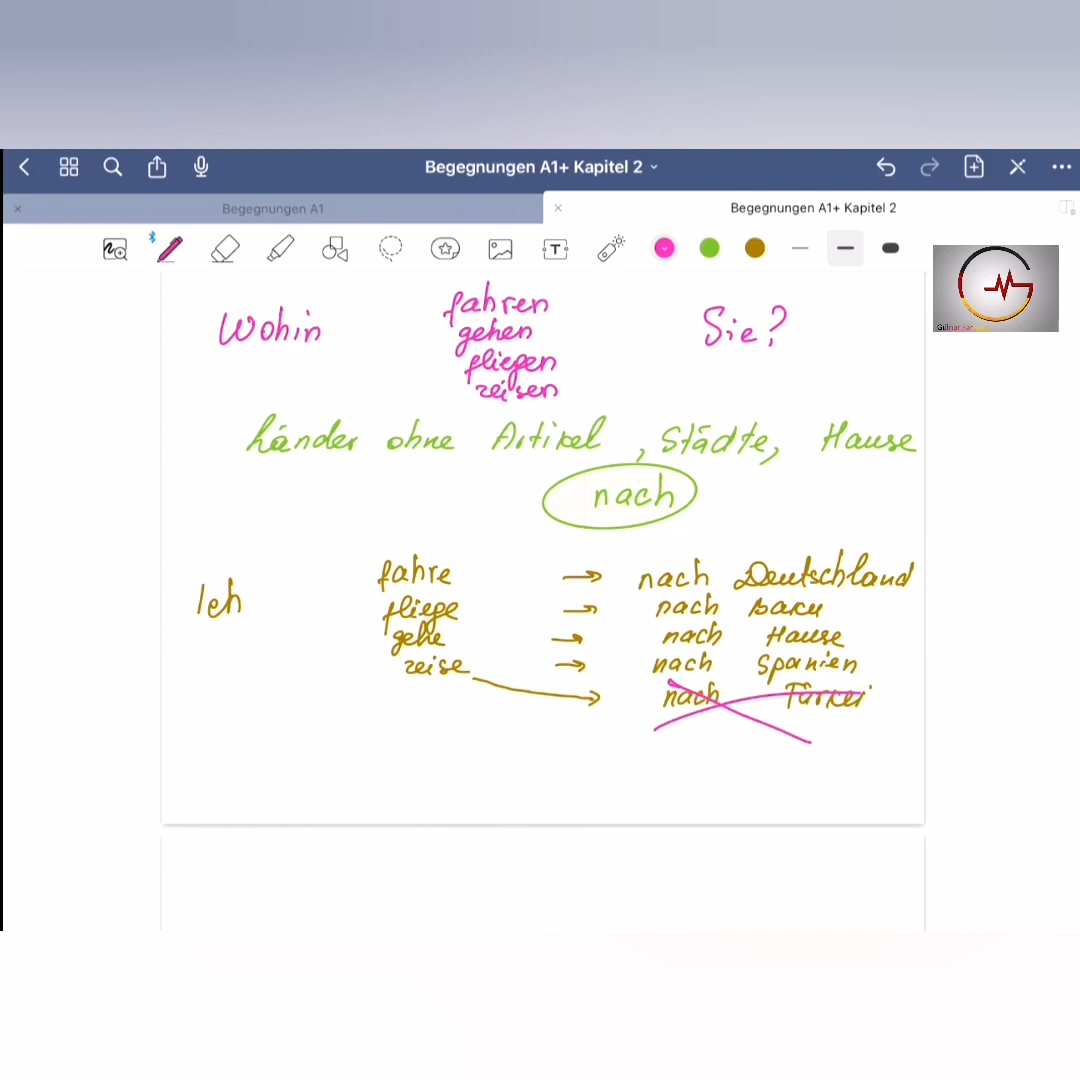 Begegnungen A1+ Kapitel 2
Begegnungen A1
Begegnungen A1+ Kapitel 2
T
Wohin fahren Sie?
gehen
fliegen
reisen
Länder ohne Artikel, Städte, Hause
nach
Ich fahre → nach Deutschland
fliege → nach Baku
gehe → nach Hause
reise → nach Spanien
→ nach Türkei